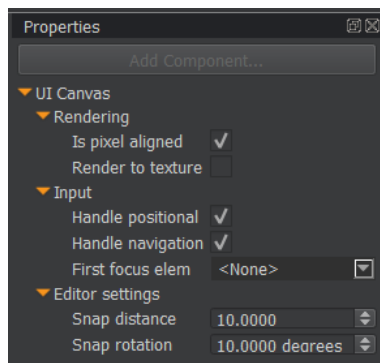 Properties
Add Component...
UI Canvas
Rendering
Is pixel aligned
Render to texture
Input
Handle positional
Handle navigation
First focus elem <None>
Editor settings
Snap distance 10.0000
Snap rotation 10.0000 degrees